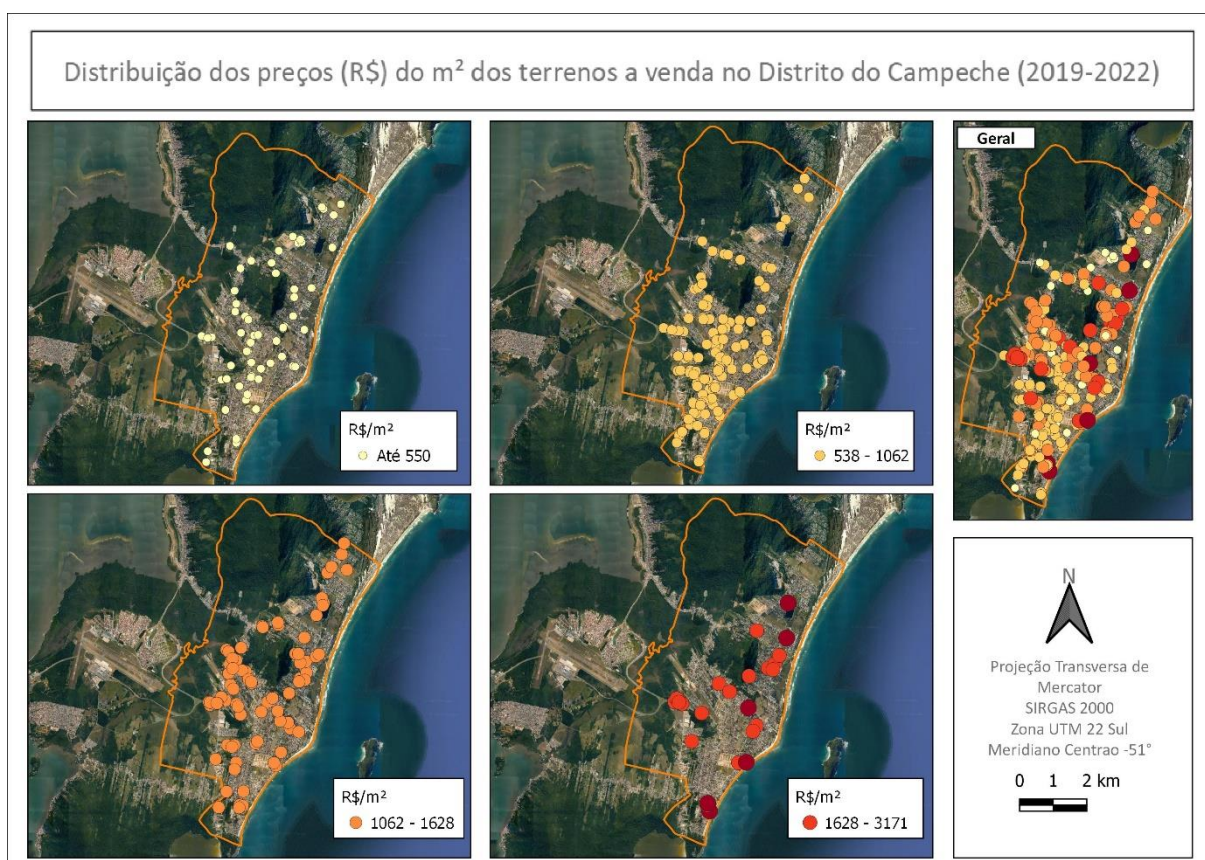 Distribuição dos preços (R$) do m² dos terrenos a venda no Distrito do Campeche (2019-2022)
R$/m²
Até 550
R$/m²
538 - 1062
Geral
R$/m²
1062 - 1628
R$/m²
1628 - 3171
N
Projeção Transversa de
Mercator
SIRGAS 2000
Zona UTM 22 Sul
Meridiano Centrao -51°
0 1 2 km